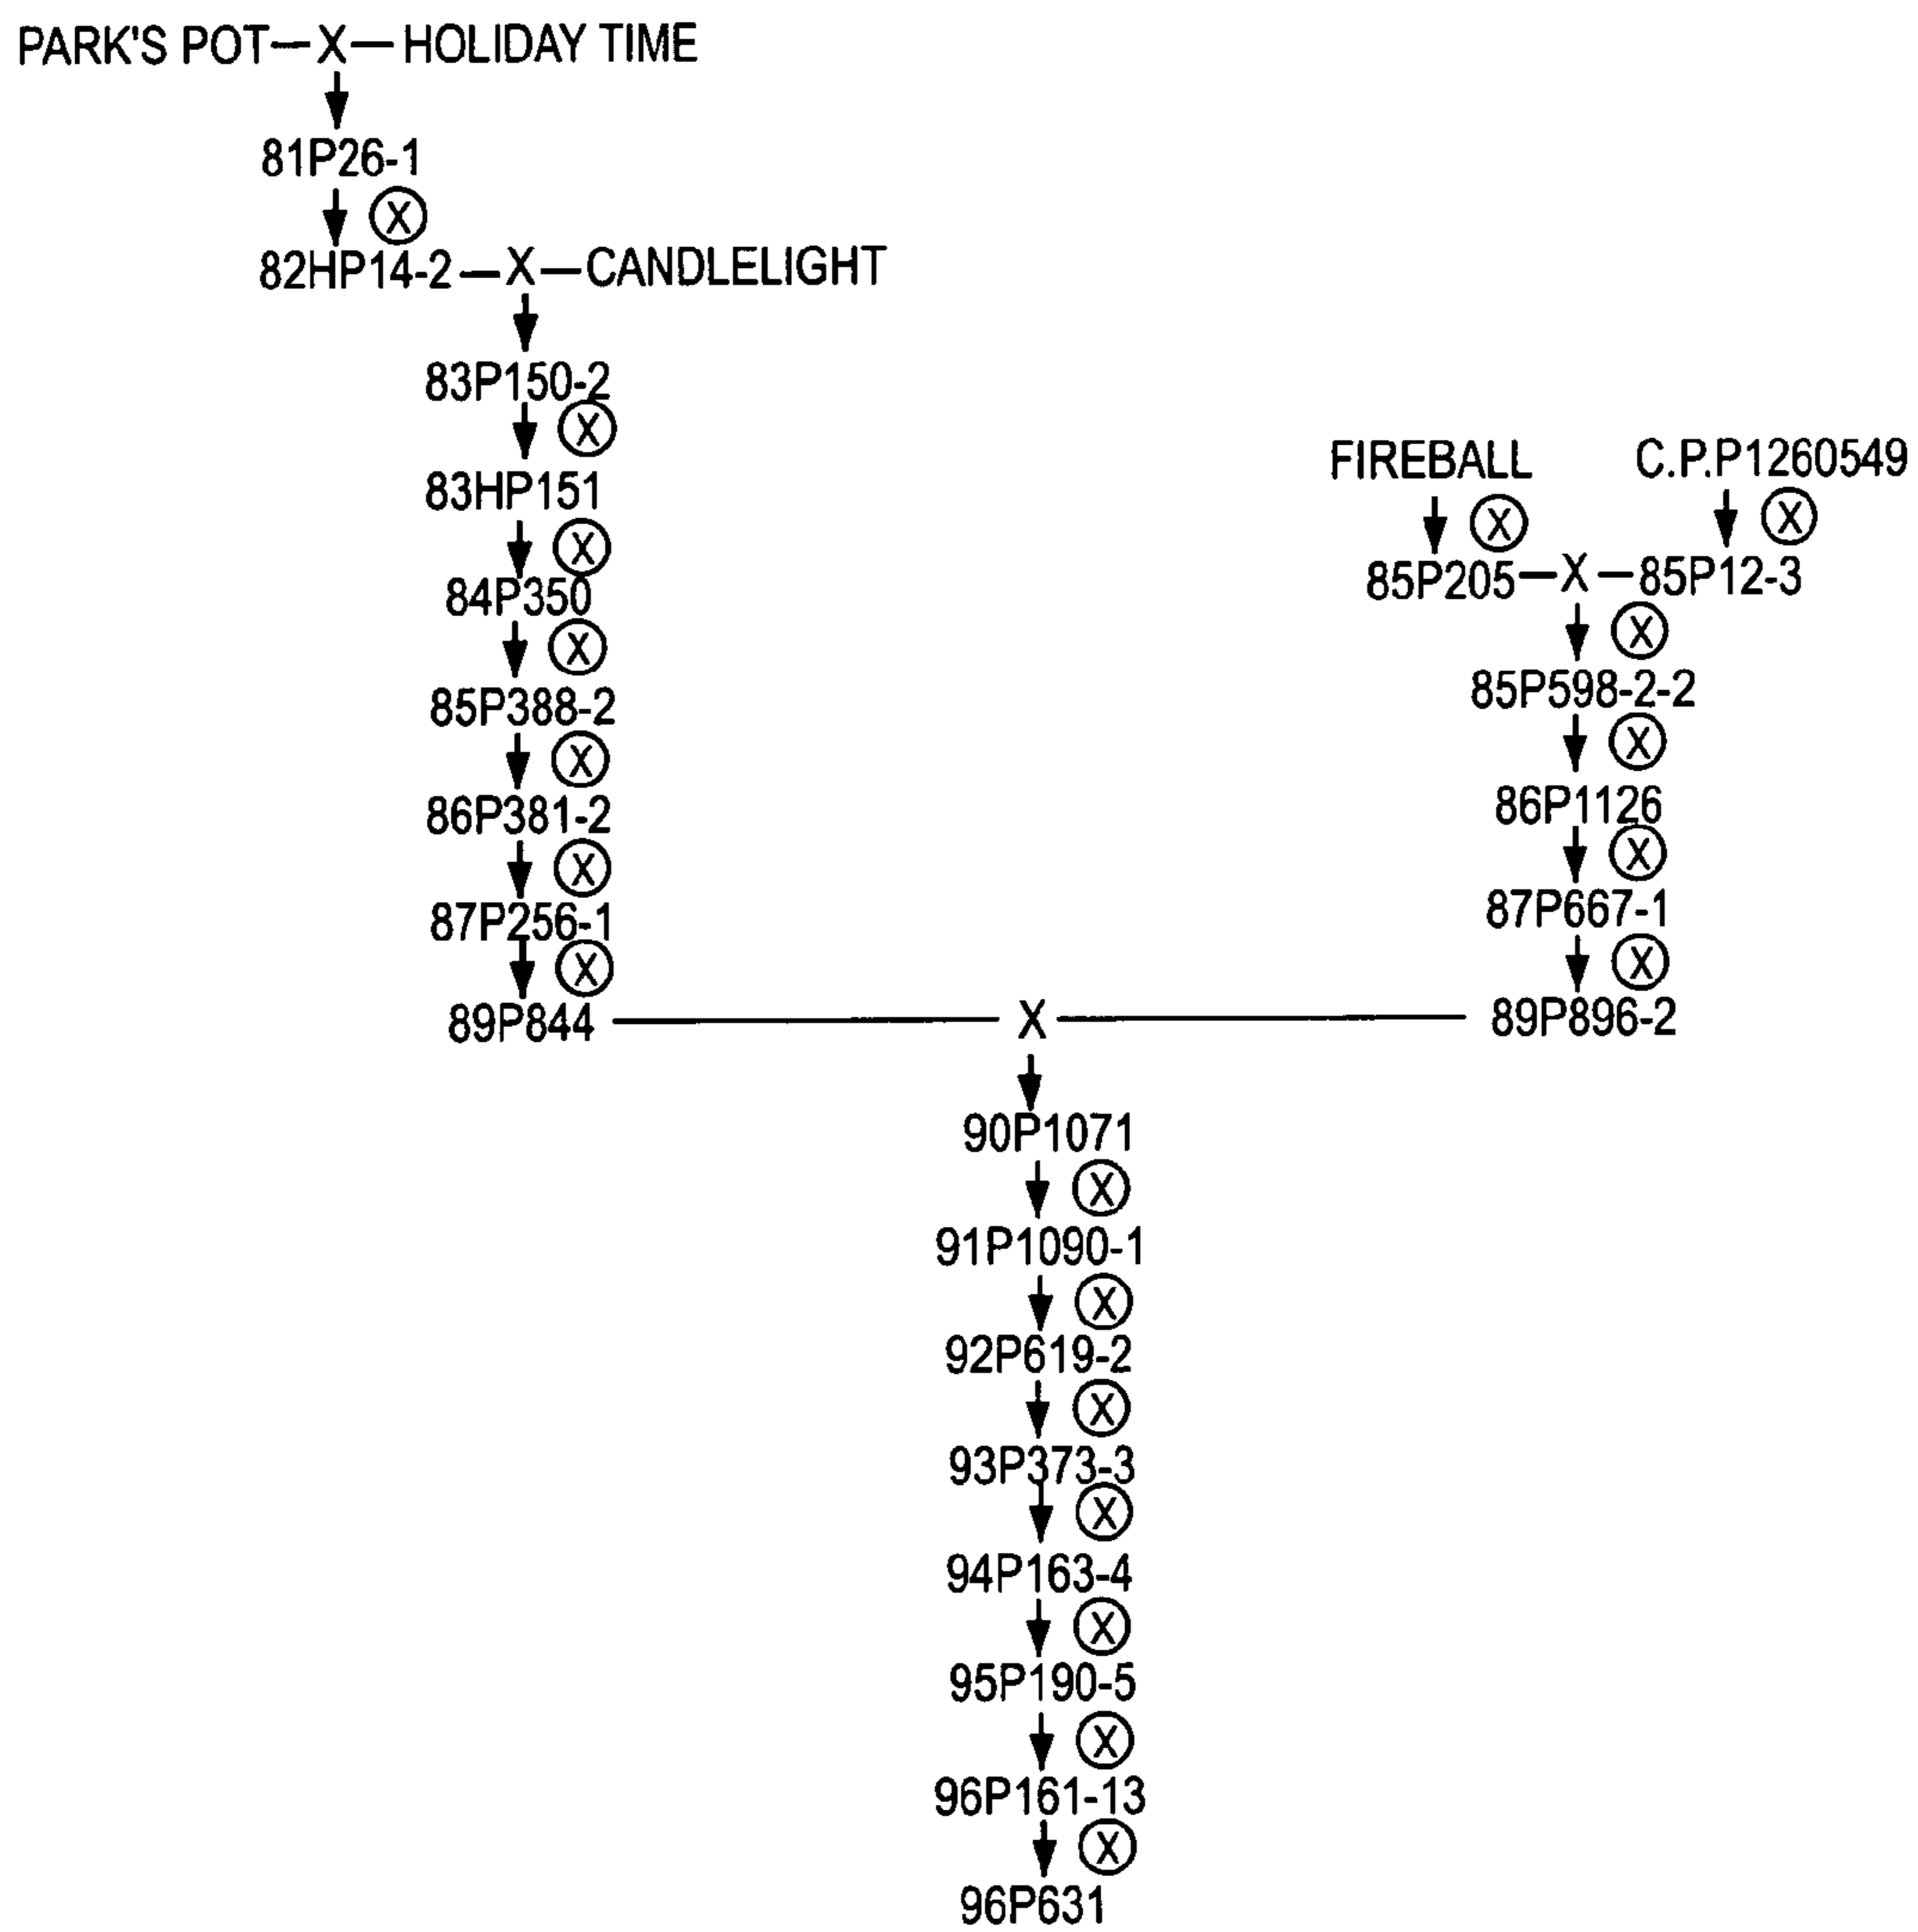 PARK'S POT—X—HOLIDAY TIME
81P26-1
X
82HP14-2—X—CANDLELIGHT
83P150-2
X
83HP151
X
84P350
X
85P388-2
X
86P381-2
X
87P256-1
X
89P844
FIREBALL
C.P.P1260549
X
X
85P205—X—85P12-3
X
85P598-2-2
X
86P1126
X
87P667-1
X
89P896-2
X
90P1071
X
91P1090-1
X
92P619-2
X
93P373-3
X
94P163-4
X
95P190-5
X
96P161-13
X
96P631